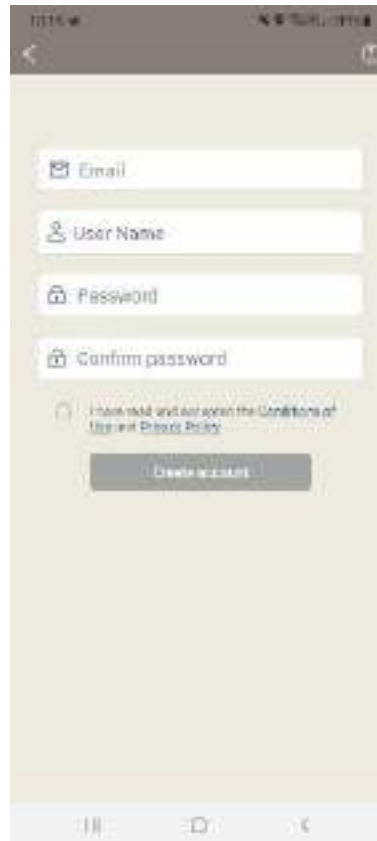 Email
User Name
Password
Confirm password
I have read and accepted the Conditions of
Use and Privacy Policy
Create account